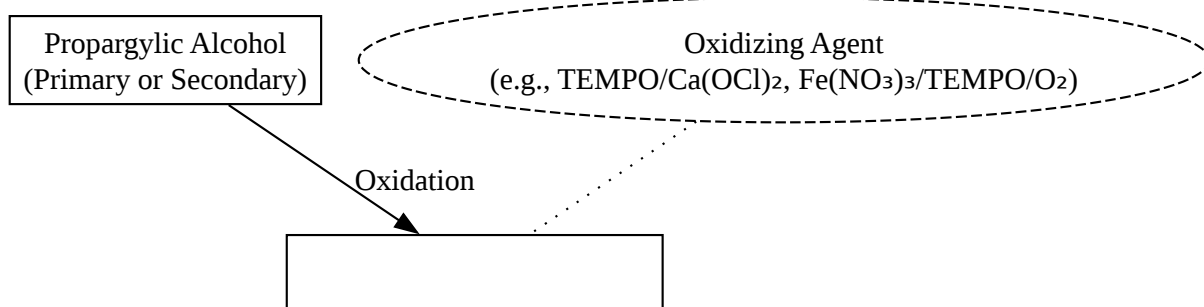 Propargylic Alcohol
(Primary or Secondary)
Oxidizing Agent
(e.g., TEMPO/Ca(OCl)₂, Fe(NO₃)₃/TEMPO/O₂)
Oxidation